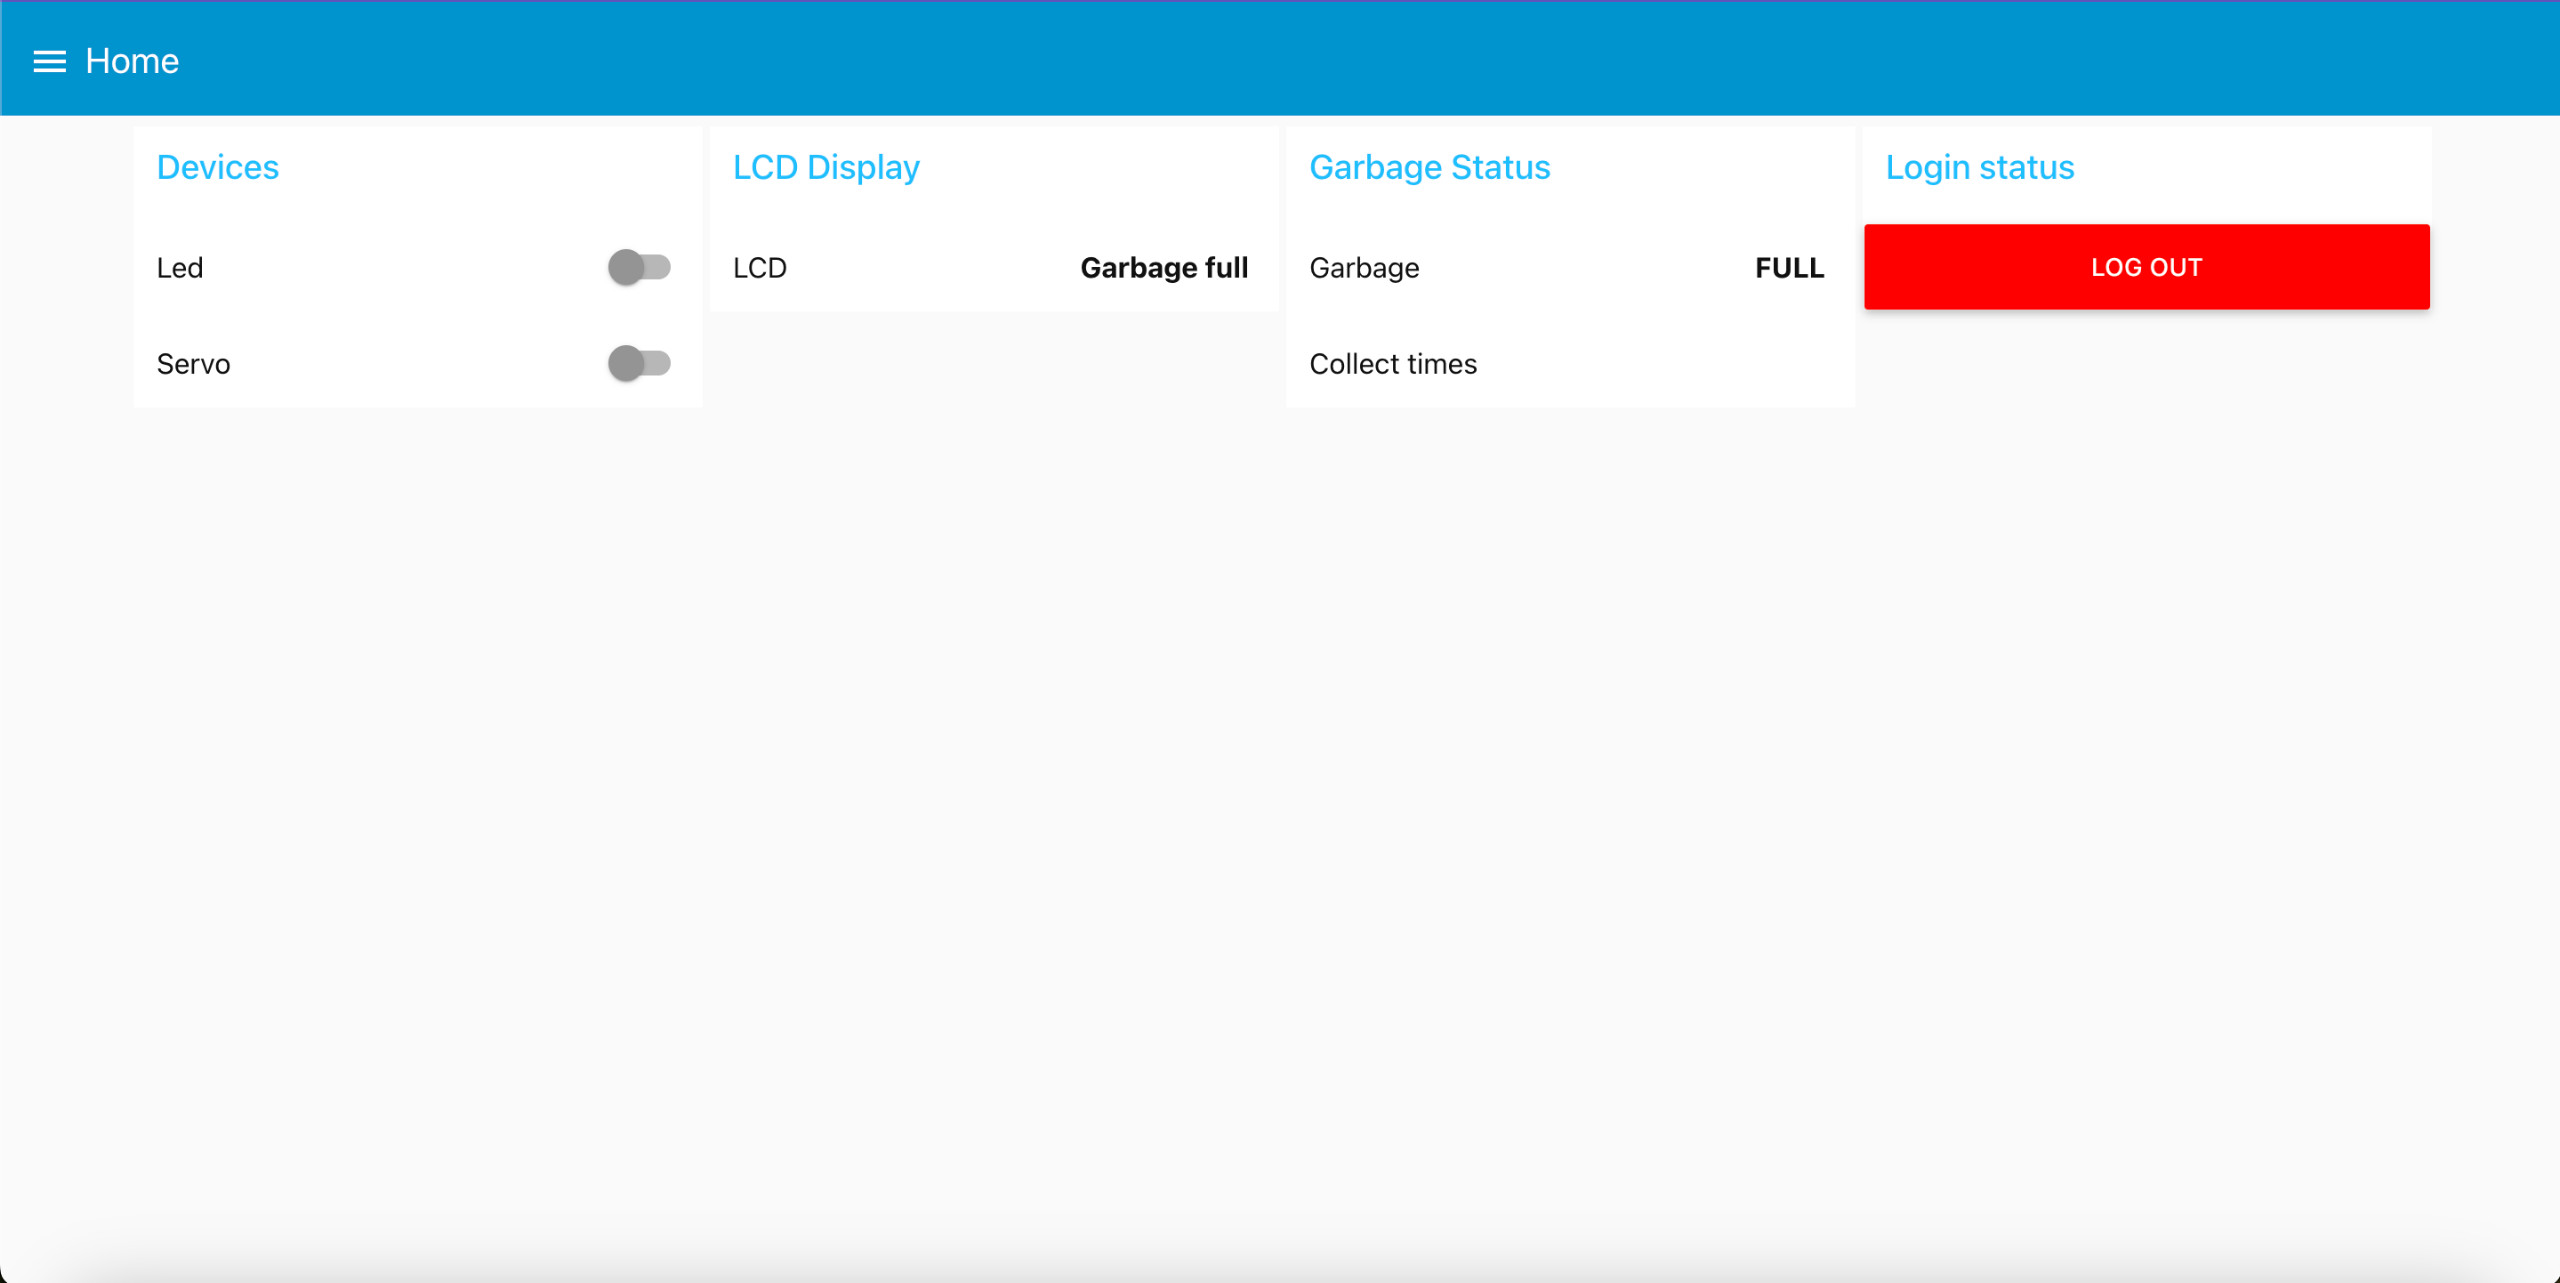 Home
Devices
Led
Servo
LCD Display
LCD Garbage full
Garbage Status
Garbage FULL
Collect times
Login status
LOG OUT